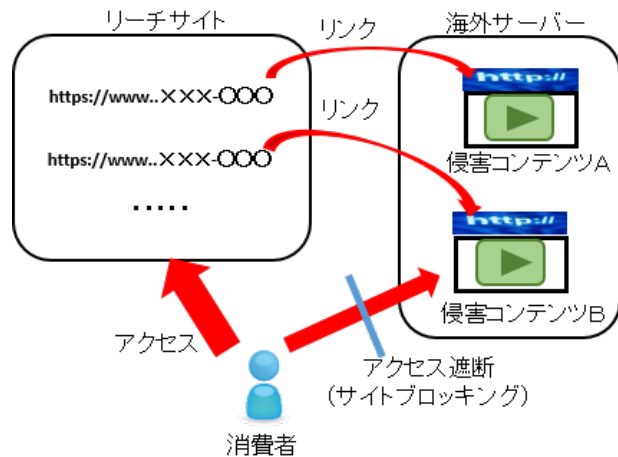 リーチサイト
リンク
海外サーバー
https://www..×××-〇〇〇
http://
リンク
侵害コンテンツA
https://www..×××-〇〇〇
.....
http://
侵害コンテンツB
アクセス
アクセス遮断
(サイトブロッキング)
消費者